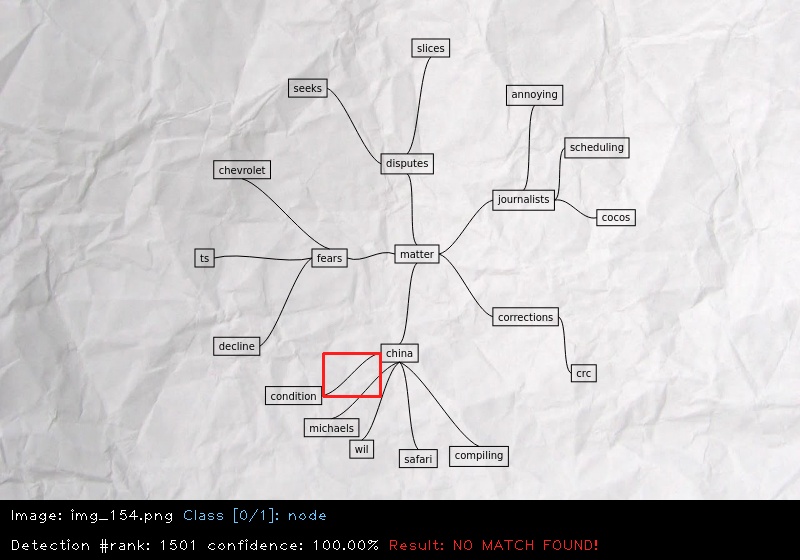 slices
seeks
annoying
scheduling
disputes
chevrolet
journalists
cocos
matter
ts
fears
corrections
decline
china
crc
condition
michaels
wil
safari
compiling
Image: img_154.png Class [0/1]: node
Detection #rank: 1501 confidence: 100.00% Result: NO MATCH FOUND!